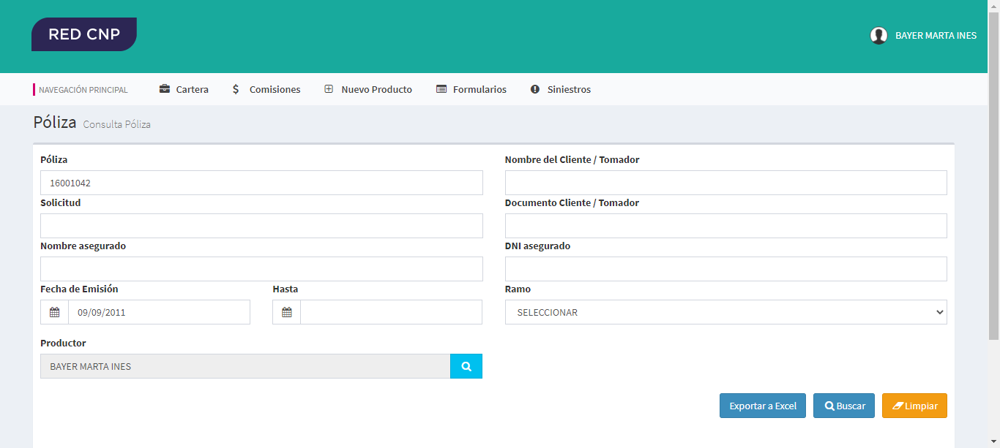 RED CNP
BAYER MARTA INES
NAVEGACIÓN PRINCIPAL Cartera $ Comisiones Nuevo Producto Formularios Siniestros
Póliza Consulta Póliza
Póliza Nombre del Cliente / Tomador
16001042
Solicitud Documento Cliente / Tomador
Nombre asegurado DNI asegurado
Fecha de Emisión Hasta Ramo
09/09/2011 SELECCIONAR
Productor
BAYER MARTA INES
Exportar a Excel Buscar Limpiar